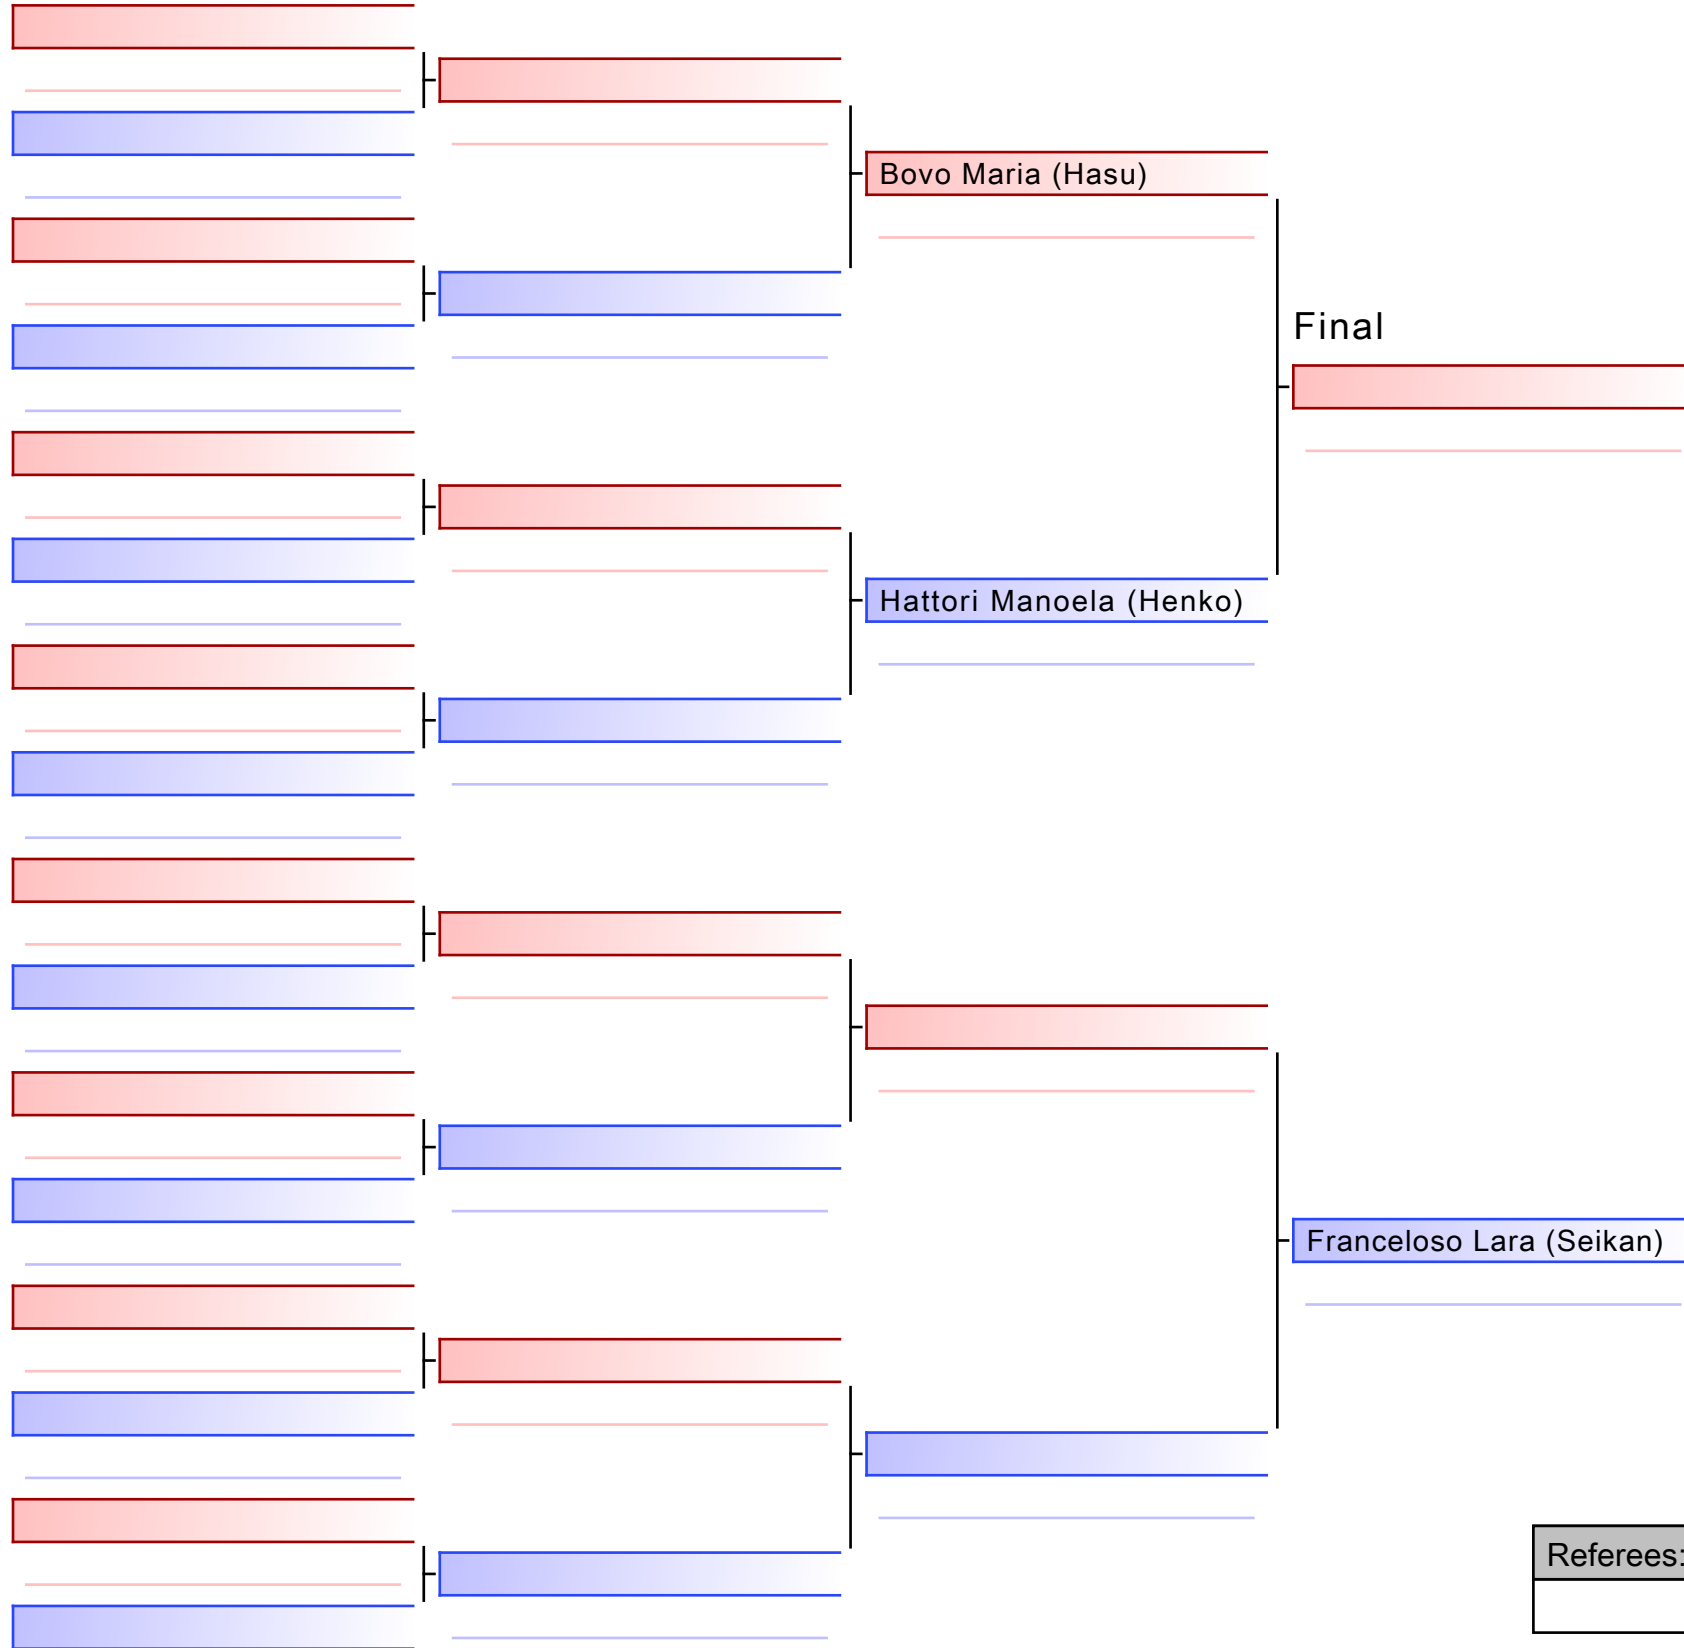 Bovo Maria (Hasu)
Final
Hattori Manoela (Henko)
Franceloso Lara (Seikan)
Referees: